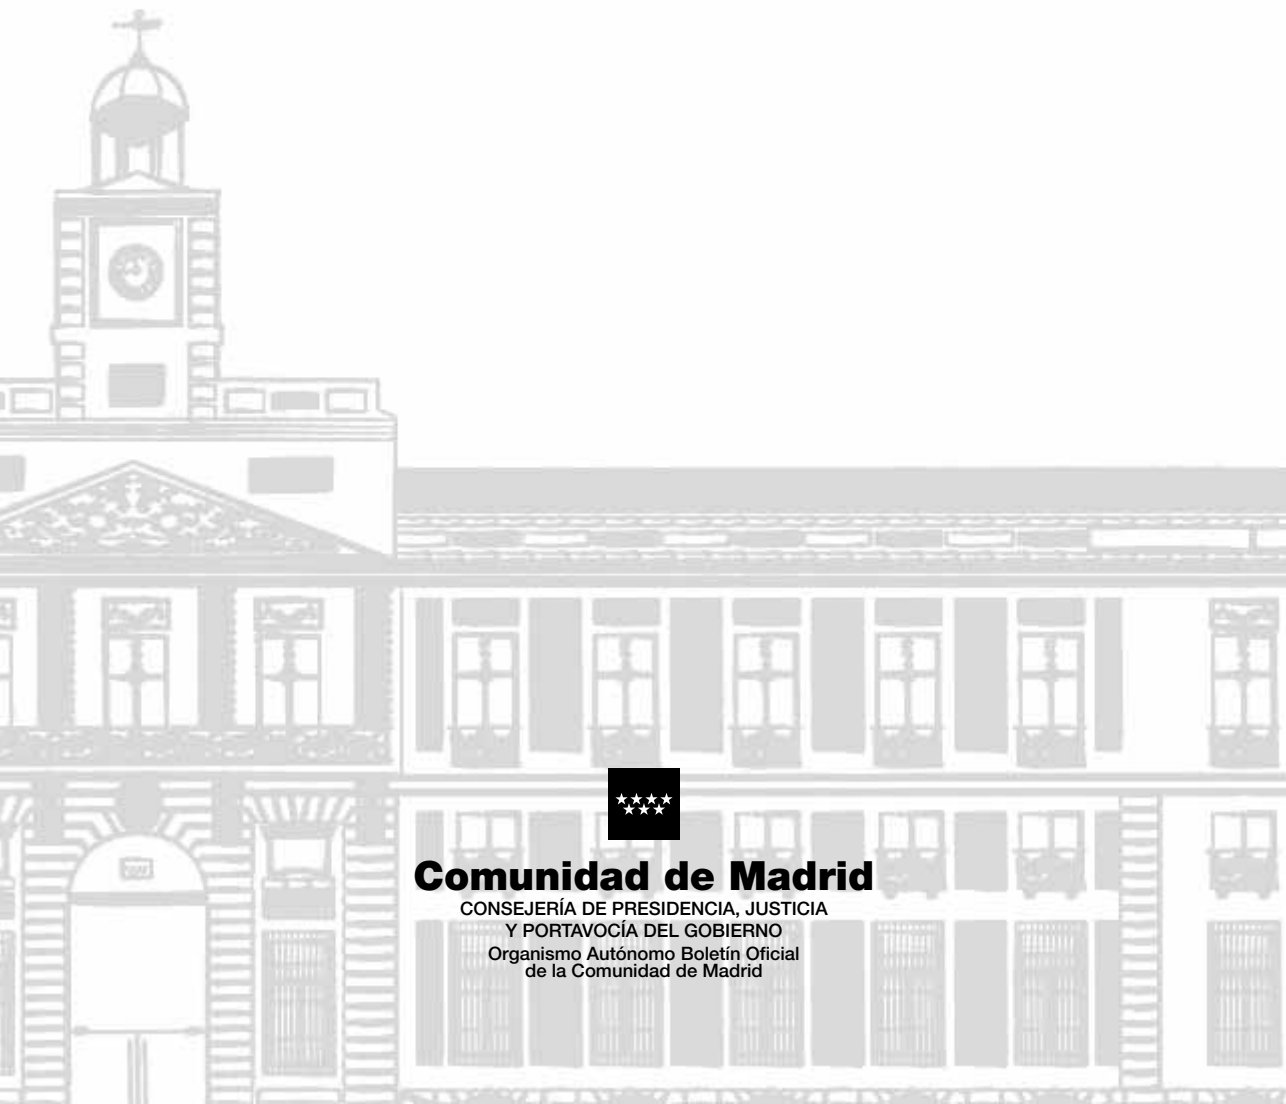 Comunidad de Madrid
CONSEJERÍA DE PRESIDENCIA, JUSTICIA
Y PORTAVOCÍA DEL GOBIERNO
Organismo Autónomo Boletín Oficial
de la Comunidad de Madrid